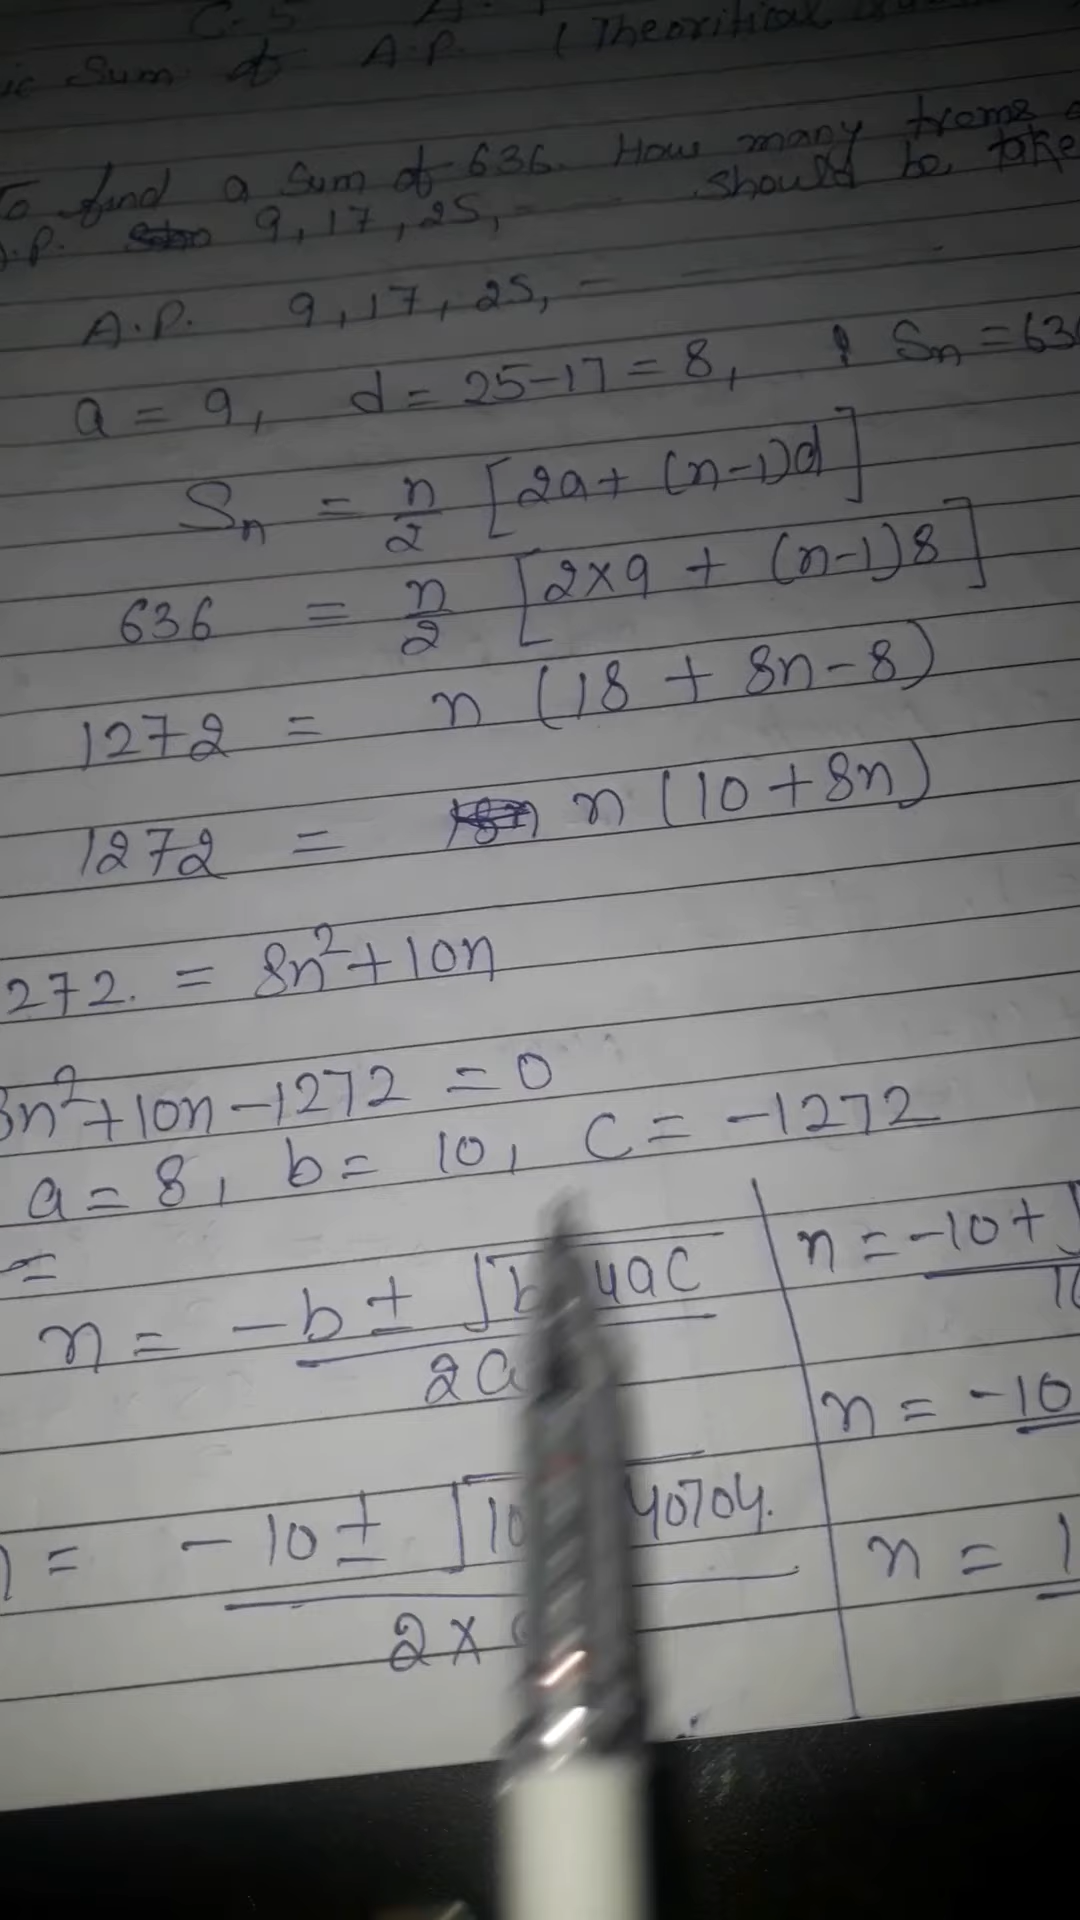 Sum of A.P. (Theoritical
To find a Sum of 636. How many trems
.P. 9, 17, 25, - should be take
A.P. 9, 17, 25, -
a = 9, d = 25-17 = 8, Sn = 63
Sn = n/2 [2a + (n-1)d]
636 = n/2 [2×9 + (n-1)8]
1272 = n (18 + 8n - 8)
1272 = n (10 + 8n)
272. = 8n²+10n
8n²+10n-1272 = 0
a = 8, b = 10, c = -1272
=
n = -b ± √b 4ac / 2a
n = -10 ± √10 40704. / 2 ×
n = -10 + √ / 1
n = -10
n = 1